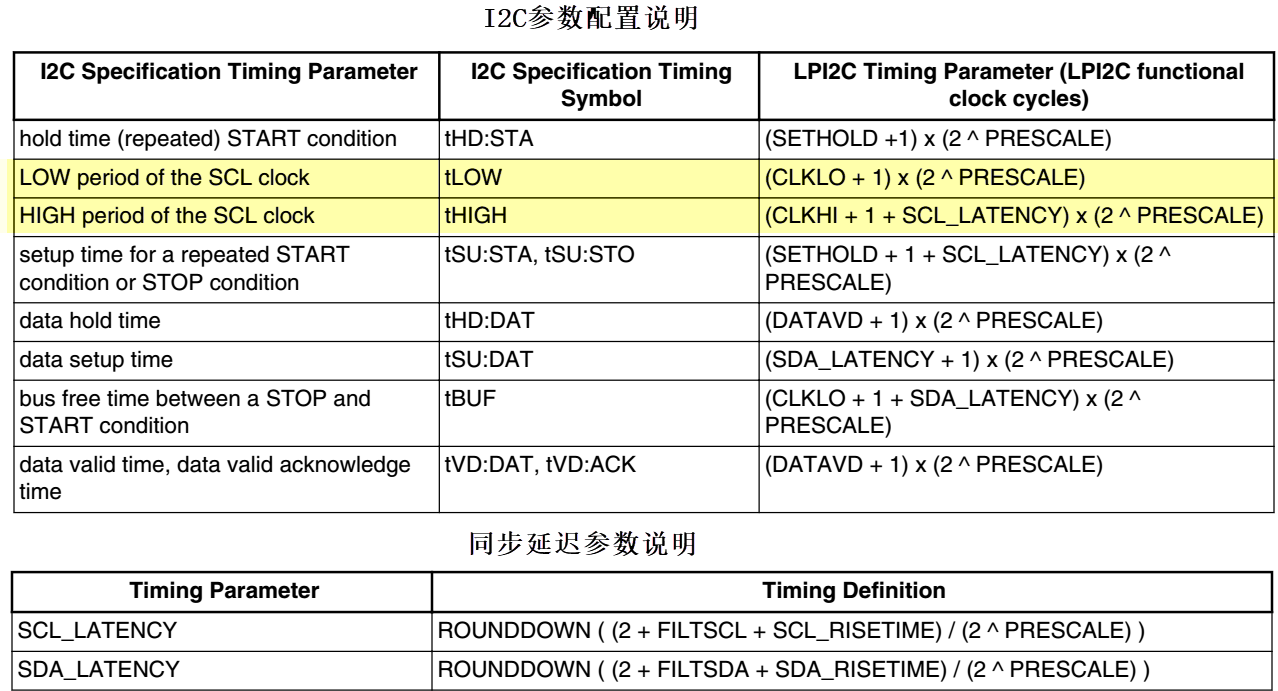 I2C参数配置说明
I2C Specification Timing Parameter
I2C Specification Timing
Symbol
LPI2C Timing Parameter (LPI2C functional
clock cycles)
hold time (repeated) START condition
tHD:STA
(SETHOLD +1) x (2 ^ PRESCALE)
LOW period of the SCL clock
tLOW
(CLKLO + 1) x (2 ^ PRESCALE)
HIGH period of the SCL clock
tHIGH
(CLKHI + 1 + SCL_LATENCY) x (2 ^ PRESCALE)
setup time for a repeated START
condition or STOP condition
tSU:STA, tSU:STO
(SETHOLD + 1 + SCL_LATENCY) x (2 ^
PRESCALE)
data hold time
tHD:DAT
(DATAVD + 1) x (2 ^ PRESCALE)
data setup time
tSU:DAT
(SDA_LATENCY + 1) x (2 ^ PRESCALE)
bus free time between a STOP and
START condition
tBUF
(CLKLO + 1 + SDA_LATENCY) x (2 ^
PRESCALE)
data valid time, data valid acknowledge
time
tVD:DAT, tVD:ACK
(DATAVD + 1) x (2 ^ PRESCALE)
同步延迟参数说明
Timing Parameter
Timing Definition
SCL_LATENCY
ROUNDDOWN ( (2 + FILTSCL + SCL_RISETIME) / (2 ^ PRESCALE) )
SDA_LATENCY
ROUNDDOWN ( (2 + FILTSDA + SDA_RISETIME) / (2 ^ PRESCALE) )